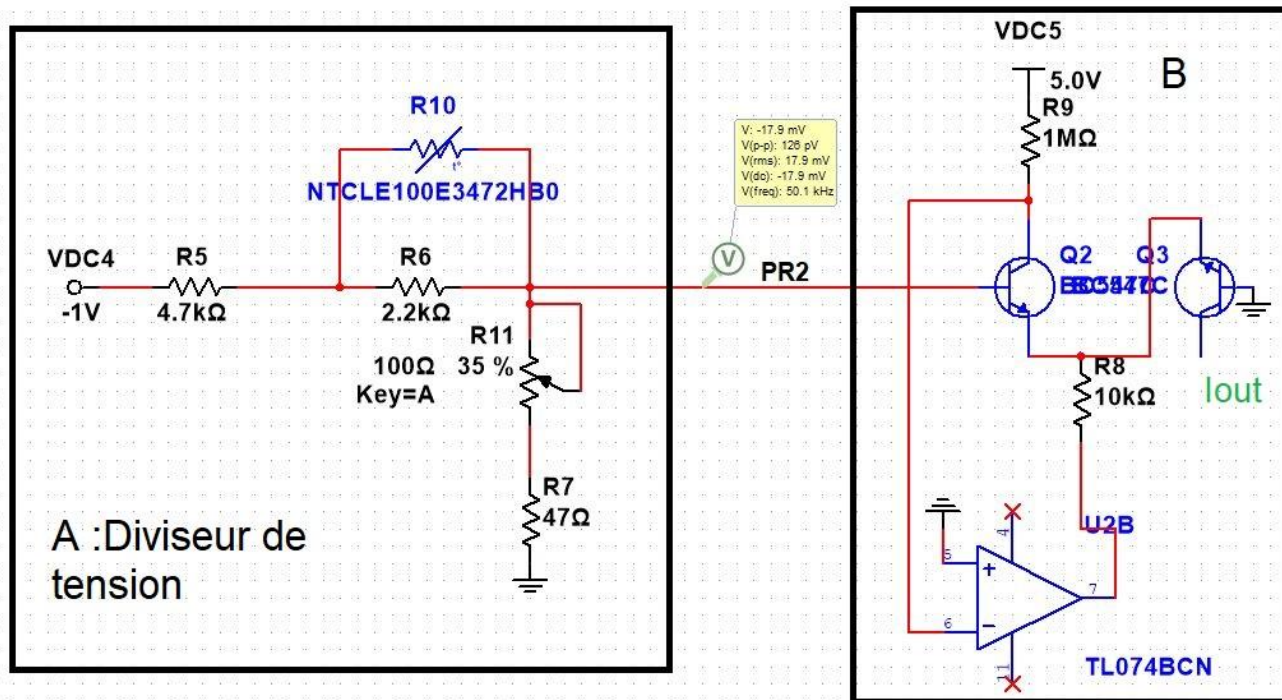 VDC5
5.0V
B
R9
1MΩ
R10
t°
NTCLE100E3472HB0
V: -17.9 mV
V(p-p): 126 pV
V(rms): 17.9 mV
V(dc): -17.9 mV
V(freq): 50.1 kHz
VDC4
-1V
R5
4.7kΩ
R6
2.2kΩ
V
PR2
Q2
Q3
R11
100Ω
35 %
Key=A
R8
10kΩ
Iout
R7
47Ω
A :Diviseur de
tension
U2B
4
5
+
7
6
−
11
TL074BCN